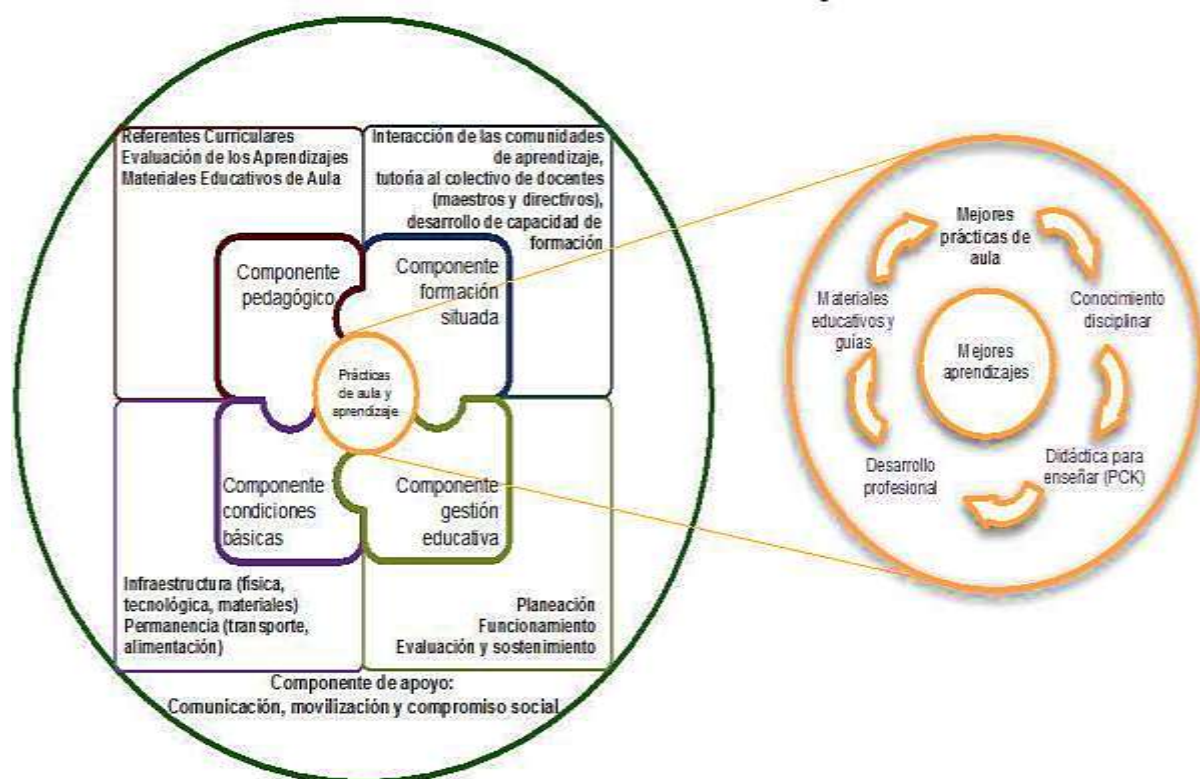 Referentes Curriculares
Evaluación de los Aprendizajes
Materiales Educativos de Aula
Interacción de las comunidades
de aprendizaje,
tutoría al colectivo de docentes
(maestros y directivos),
desarrollo de capacidad de
formación
Componente
pedagógico
Componente
formación
situada
Prácticas
de aula y
aprendizaje
Componente
condiciones
básicas
Componente
gestión
educativa
Infraestructura (física,
tecnológica, materiales)
Permanencia (transporte,
alimentación)
Planeación
Funcionamiento
Evaluación y sostenimiento
Componente de apoyo:
Comunicación, movilización y compromiso social
Mejores
prácticas de
aula
Conocimiento
disciplinar
Didáctica para
enseñar (PCK)
Desarrollo
profesional
Materiales
educativos y
guías
Mejores
aprendizajes